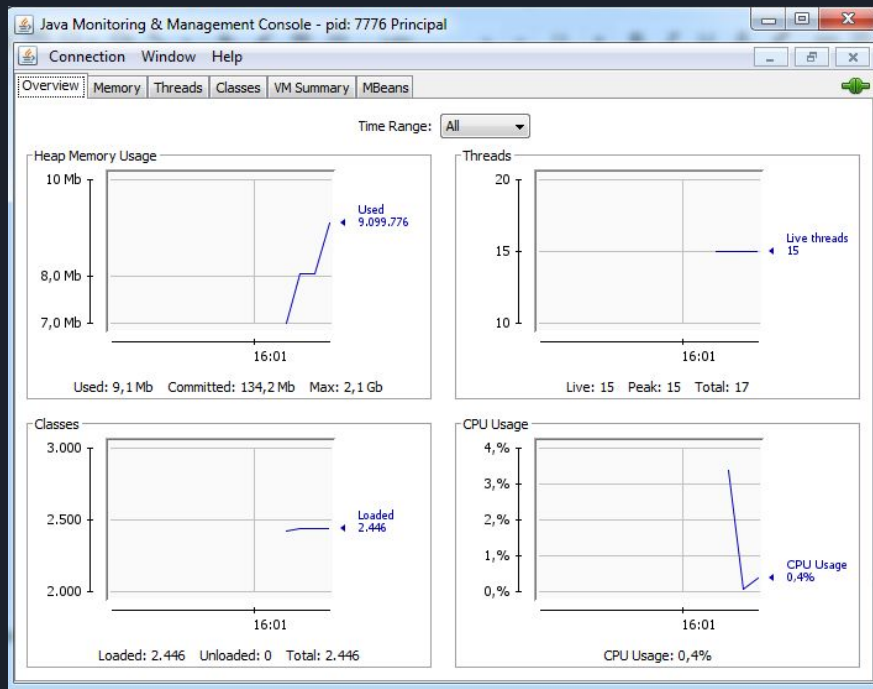 Java Monitoring & Management Console - pid: 7776 Principal
Connection Window Help
Overview Memory Threads Classes VM Summary MBeans
Time Range: All
Heap Memory Usage
10 Mb
8,0 Mb
7,0 Mb
Used
9.099.776
16:01
Used: 9,1 Mb Committed: 134,2 Mb Max: 2,1 Gb
Threads
20
15
10
Live threads
15
16:01
Live: 15 Peak: 15 Total: 17
Classes
3.000
2.500
2.000
Loaded
2.446
16:01
Loaded: 2.446 Unloaded: 0 Total: 2.446
CPU Usage
4,%
3,%
2,%
1,%
0,%
CPU Usage
0,4%
16:01
CPU Usage: 0,4%